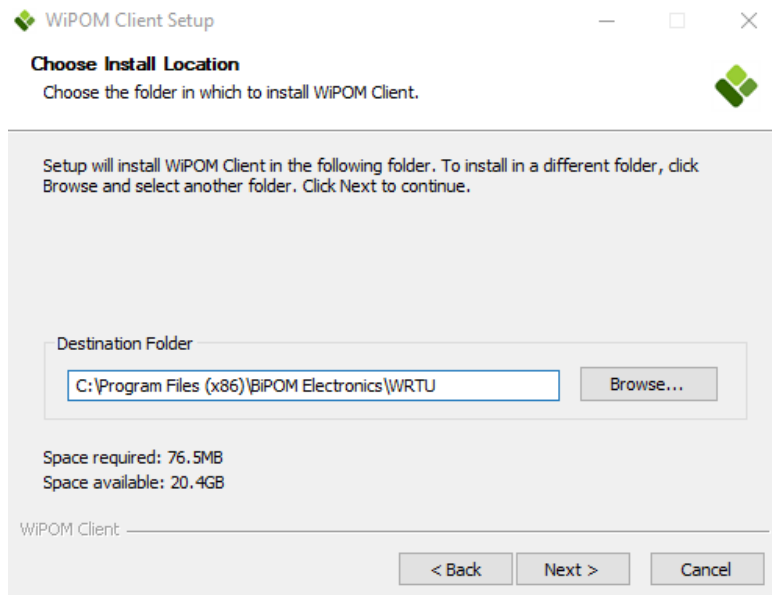 WiPOM Client Setup
Choose Install Location
Choose the folder in which to install WiPOM Client.
Setup will install WiPOM Client in the following folder. To install in a different folder, click
Browse and select another folder. Click Next to continue.
Destination Folder
C:\Program Files (x86)\BiPOM Electronics\WRTU
Browse...
Space required: 76.5MB
Space available: 20.4GB
WiPOM Client
< Back
Next >
Cancel